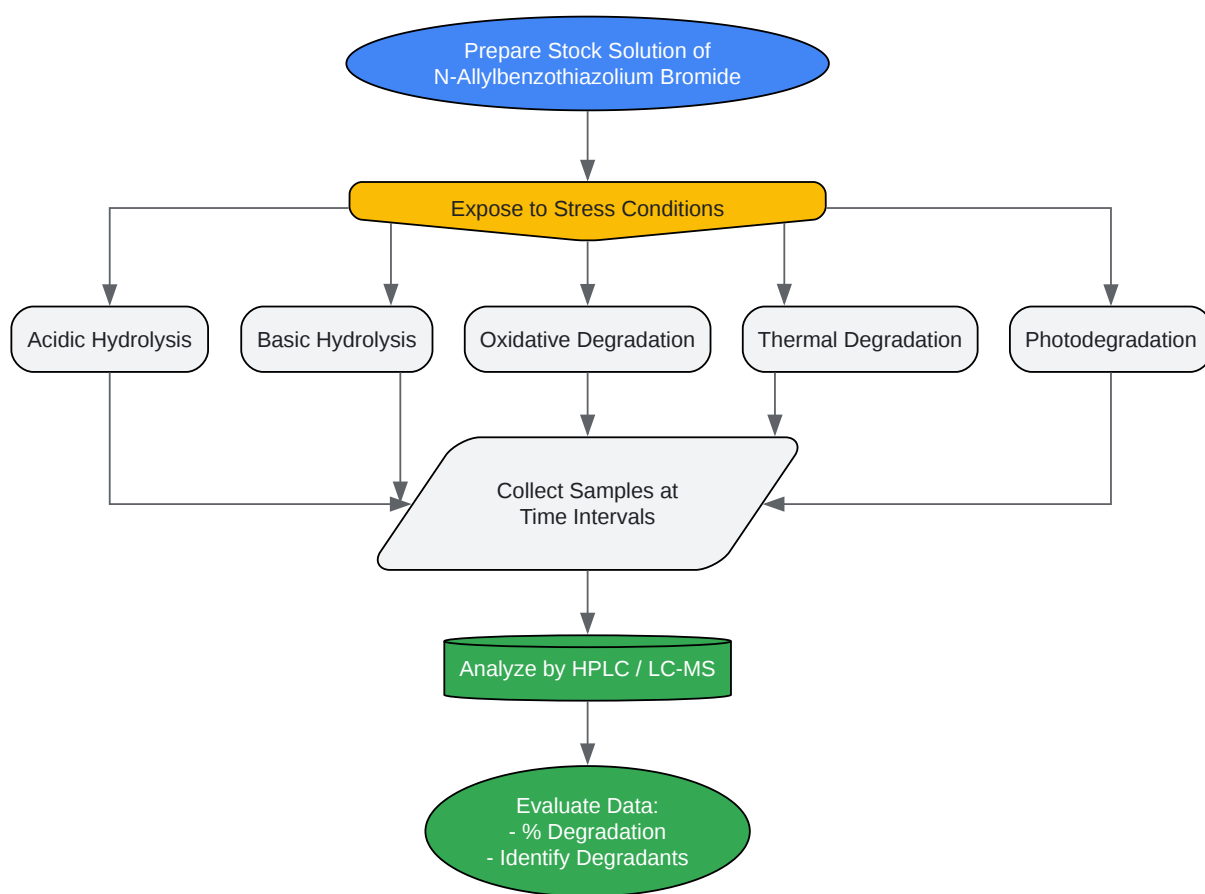 Prepare Stock Solution of
N-Allylbenzothiazolium Bromide
Expose to Stress Conditions
Acidic Hydrolysis
Basic Hydrolysis
Oxidative Degradation
Thermal Degradation
Photodegradation
Collect Samples at
Time Intervals
Analyze by HPLC / LC-MS
Evaluate Data:
- % Degradation
- Identify Degradants